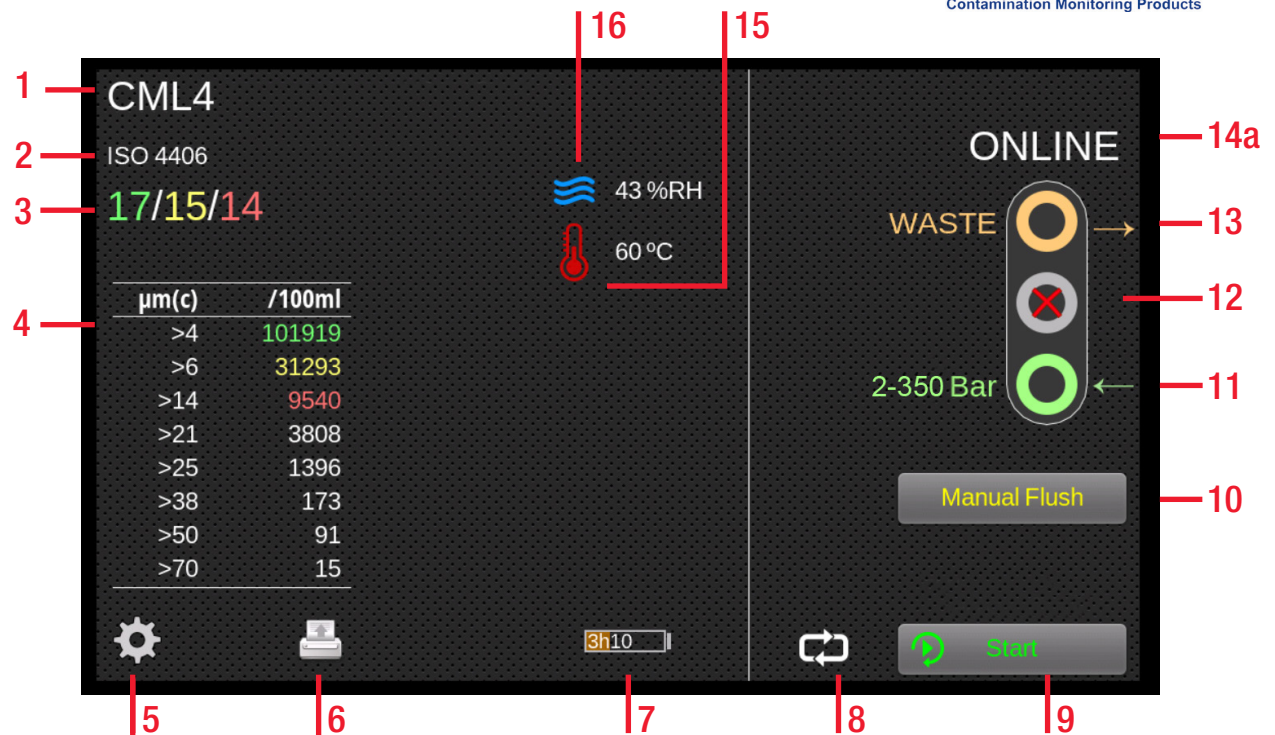 Contamination Monitoring Products
16
15
1
CML4
14a
ONLINE
2
ISO 4406
3
17/15/14
43 %RH
WASTE
13
60 ºC
12
4
µm(c) /100ml
>4 101919
>6 31293
>14 9540
>21 3808
>25 1396
>38 173
>50 91
>70 15
2-350 Bar
11
Manual Flush
10
3h10
Start
5
6
7
8
9